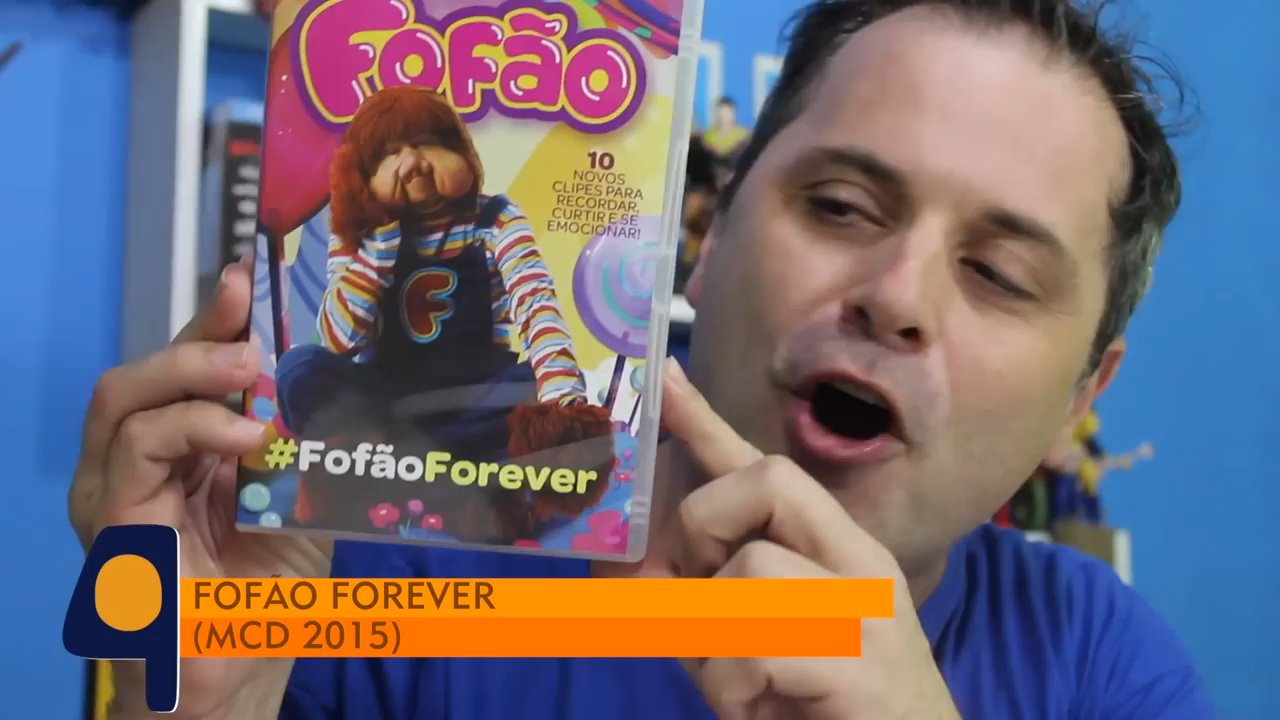 Fofão
10
NOVOS
CLIPES PARA
RECORDAR,
CURTIR E SE
EMOCIONAR!
F
#FofãoForever
FOFÃO FOREVER
(MCD 2015)